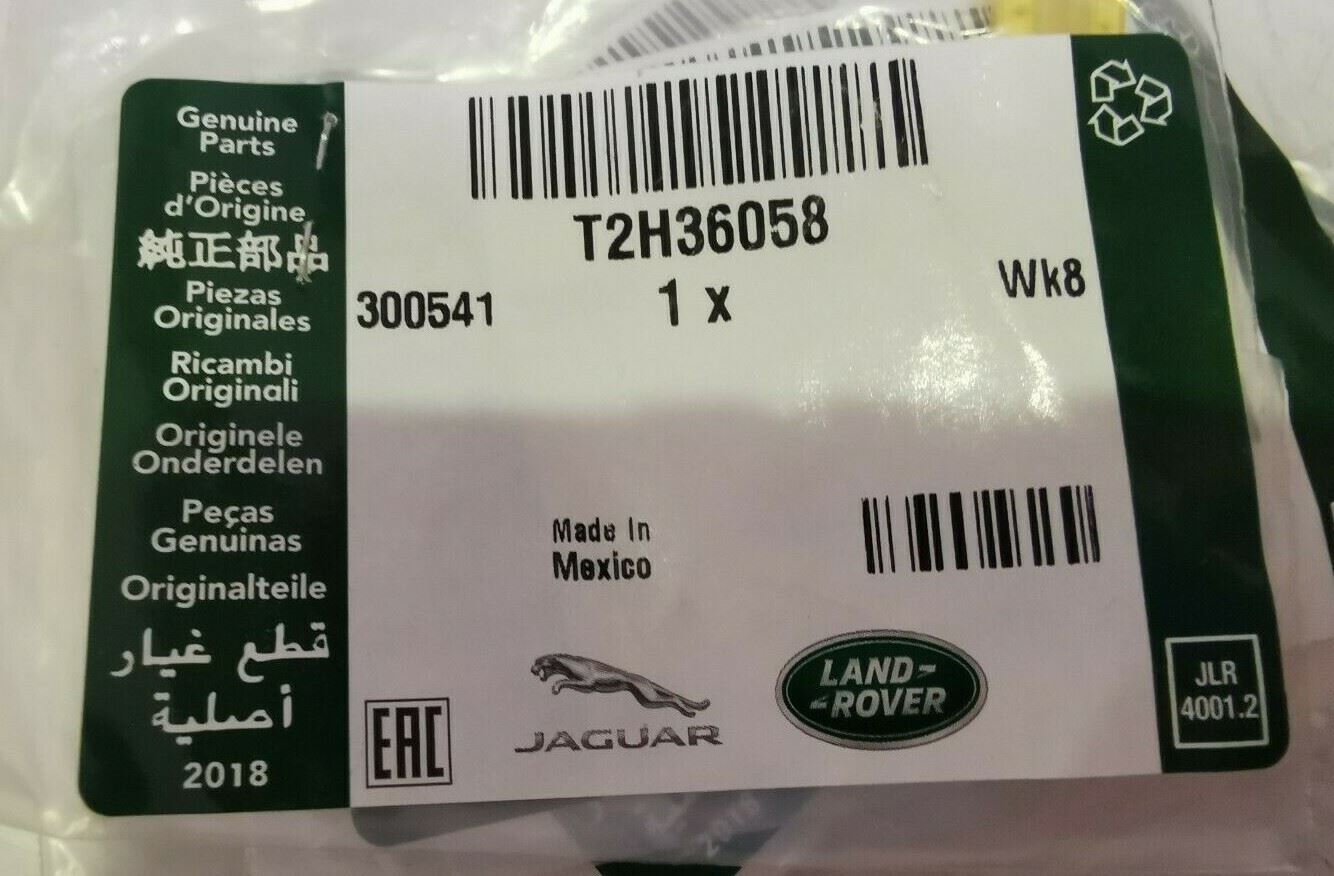 Genuine
Parts
Pièces
d'Origine
純正部品
Piezas
Originales
Ricambi
Originali
Originele
Onderdelen
Peças
Genuinas
Originalteile
قطع غيار
أصلية
2018
T2H36058
300541
1 x
Wk8
Made In
Mexico
EAC
JAGUAR
LAND-
ROVER
JLR
4001.2